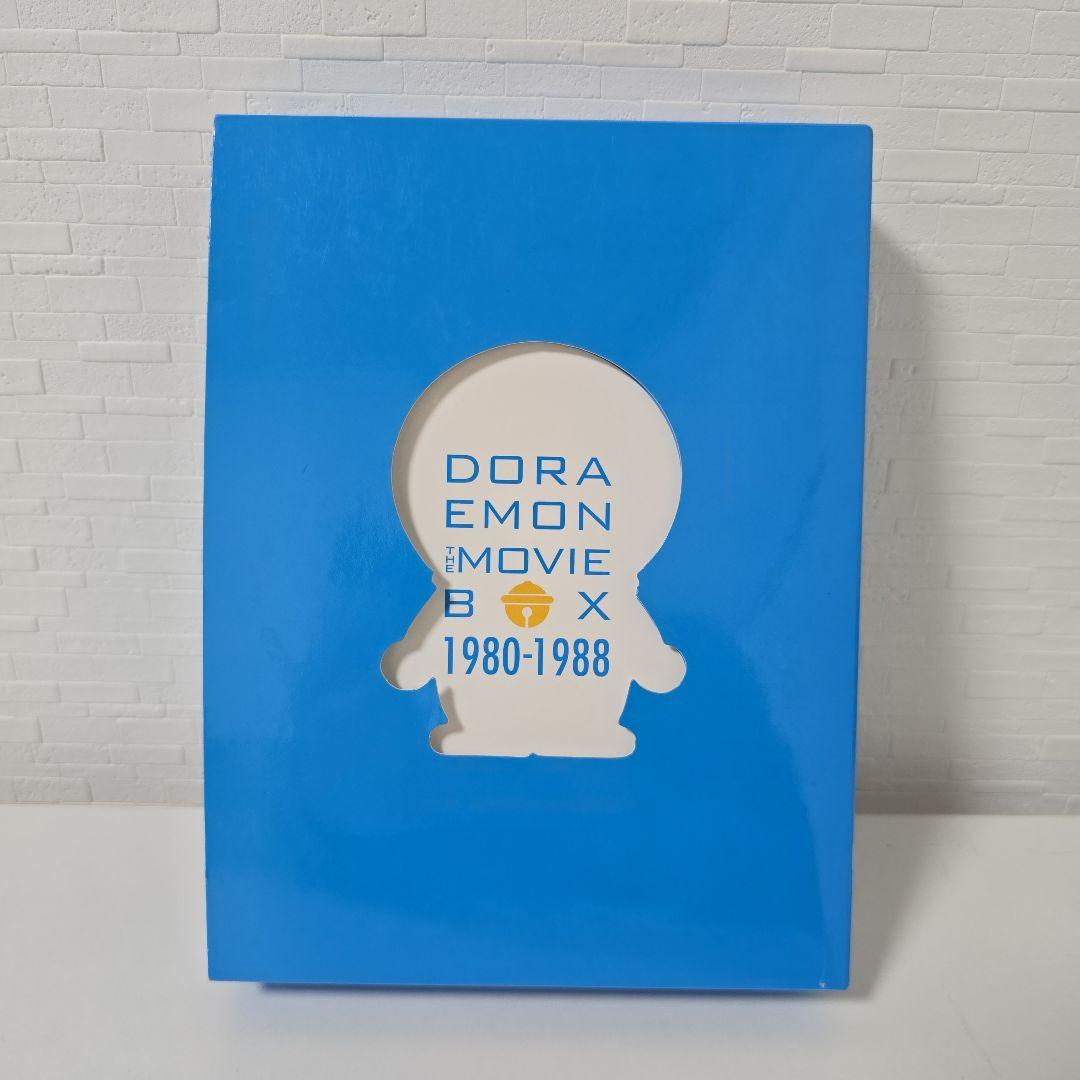 DORA
EMON
THE MOVIE
B X
1980-1988